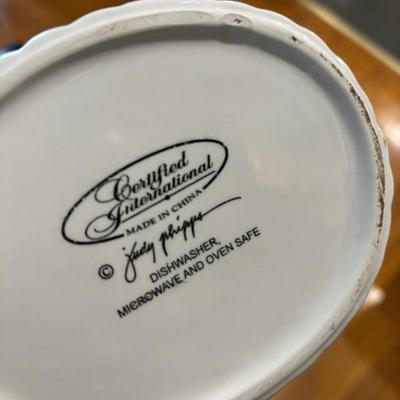 Certified
International
MADE IN CHINA
© judy phipps
DISHWASHER,
MICROWAVE AND OVEN SAFE